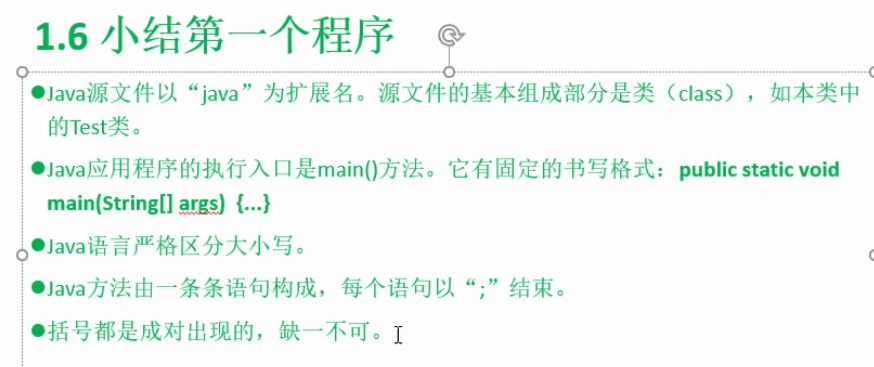 1.6 小结第一个程序
●Java源文件以“java”为扩展名。源文件的基本组成部分是类（class），如本类中
的Test类。
●Java应用程序的执行入口是main()方法。它有固定的书写格式：public static void
main(String[] args) {...}
●Java语言严格区分大小写。
●Java方法由一条条语句构成，每个语句以“;”结束。
●括号都是成对出现的，缺一不可。